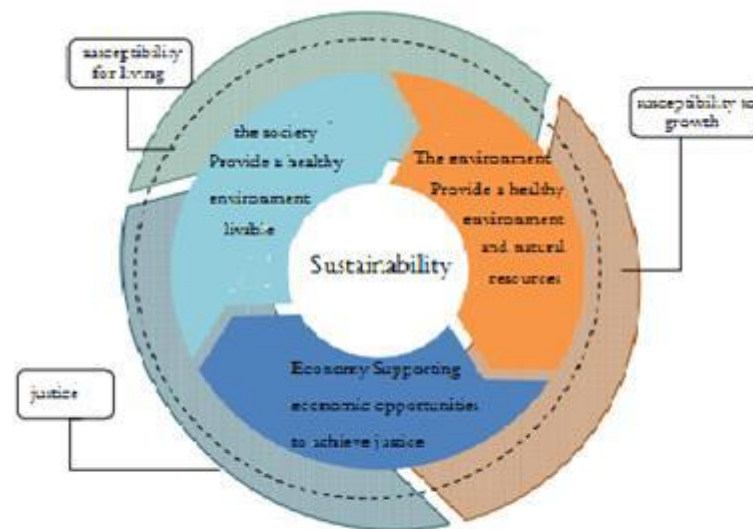 susceptibility
for living
susceptibility to
growth
the society
Provide a healthy
environment
livable
The environment
Provide a healthy
environment
and natural
resources
Sustainability
Economy Supporting
economic opportunities
to achieve justice
justice